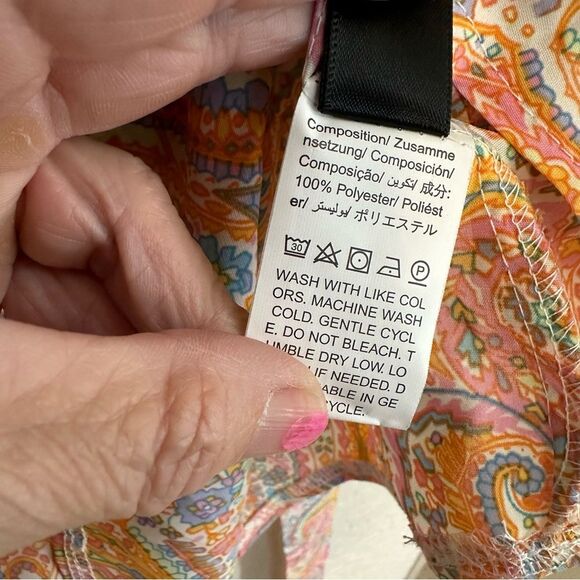 Composition/ Zusamme
nsetzung/ Composición/
Composição/ تكوين/ 成分:
100% Polyester/ Poliést
er/ بوليستر/ ポリエステル
30 P
WASH WITH LIKE COL
ORS. MACHINE WASH
COLD. GENTLE CYCL
E. DO NOT BLEACH. T
UMBLE DRY LOW. LO
IF NEEDED. D
ABLE IN GE
CYCLE.